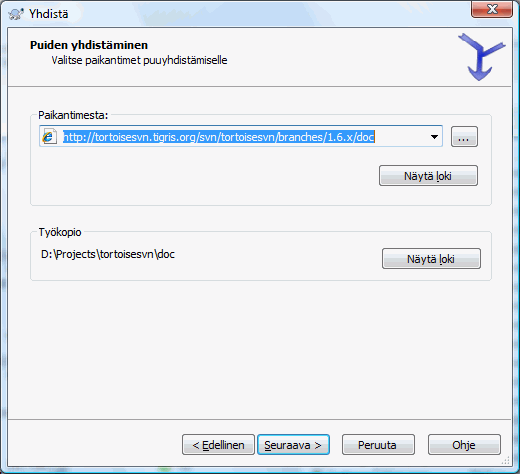 Yhdistä
Puiden yhdistäminen
Valitse paikantimet puuyhdistämiselle
Paikantimesta:
http://tortoisesvn.tigris.org/svn/tortoisesvn/branches/1.6.x/doc
...
Näytä loki
Työkopio
D:\Projects\tortoisesvn\doc
Näytä loki
< Edellinen
Seuraava >
Peruuta
Ohje